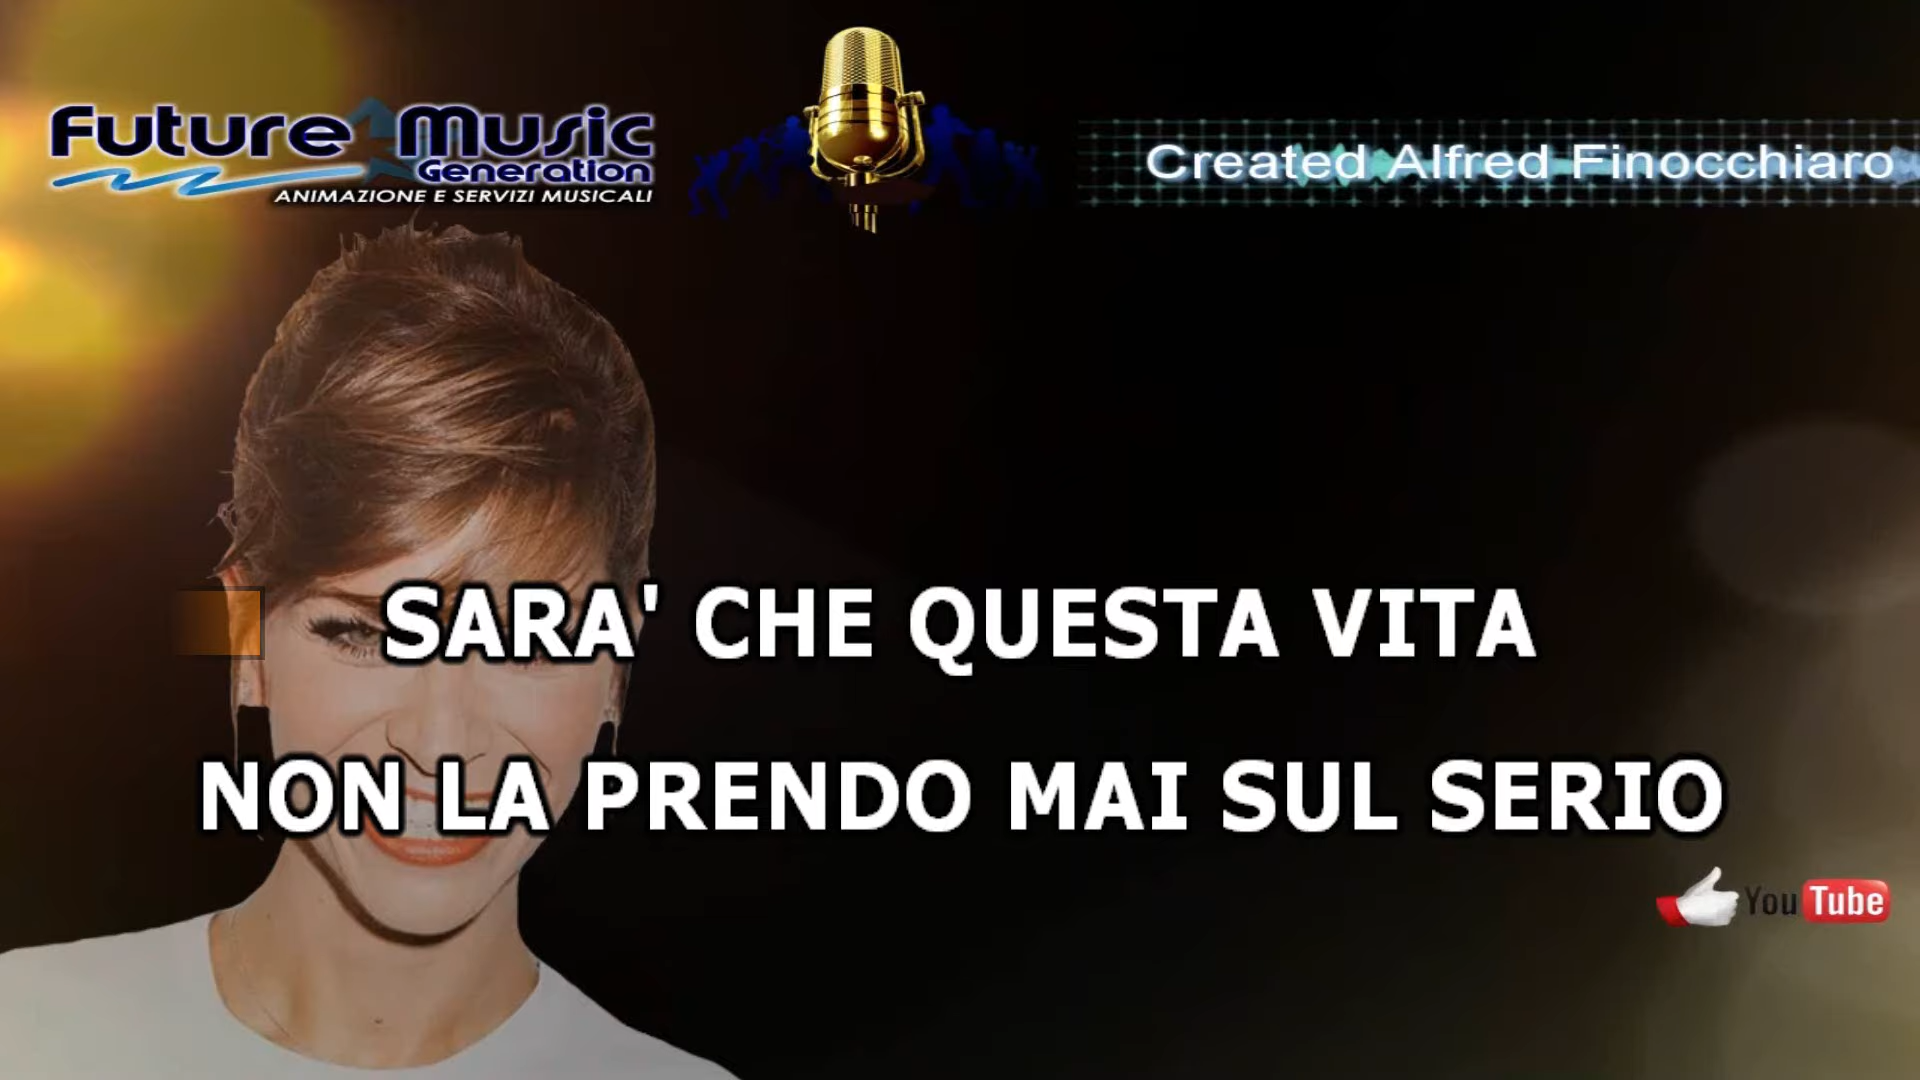 Future Music
Generation
ANIMAZIONE E SERVIZI MUSICALI
Created Alfred Finocchiaro
SARA' CHE QUESTA VITA
NON LA PRENDO MAI SUL SERIO
YouTube